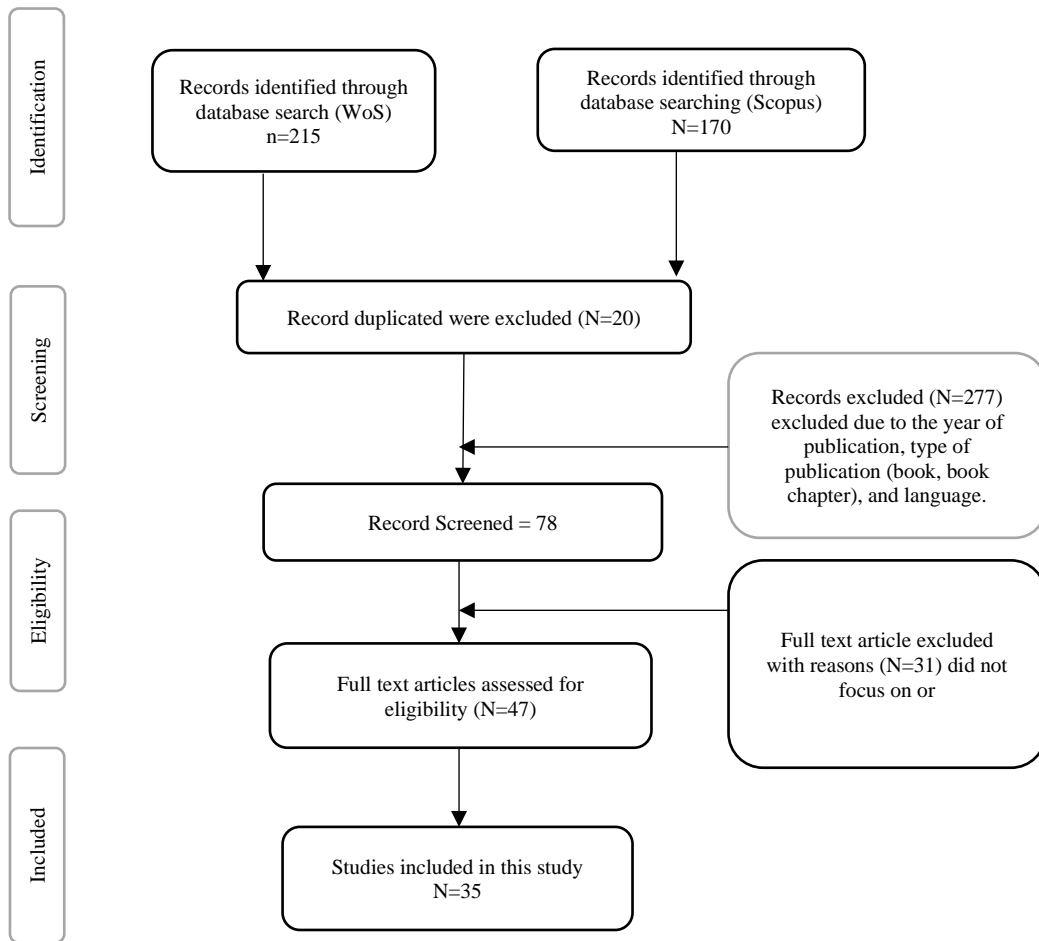 Identification
Records identified through
database search (WoS)
n=215
Records identified through
database searching (Scopus)
N=170
Screening
Record duplicated were excluded (N=20)
Records excluded (N=277)
excluded due to the year of
publication, type of
publication (book, book
chapter), and language.
Record Screened = 78
Eligibility
Full text article excluded
with reasons (N=31) did not
focus on or
Full text articles assessed for
eligibility (N=47)
Included
Studies included in this study
N=35